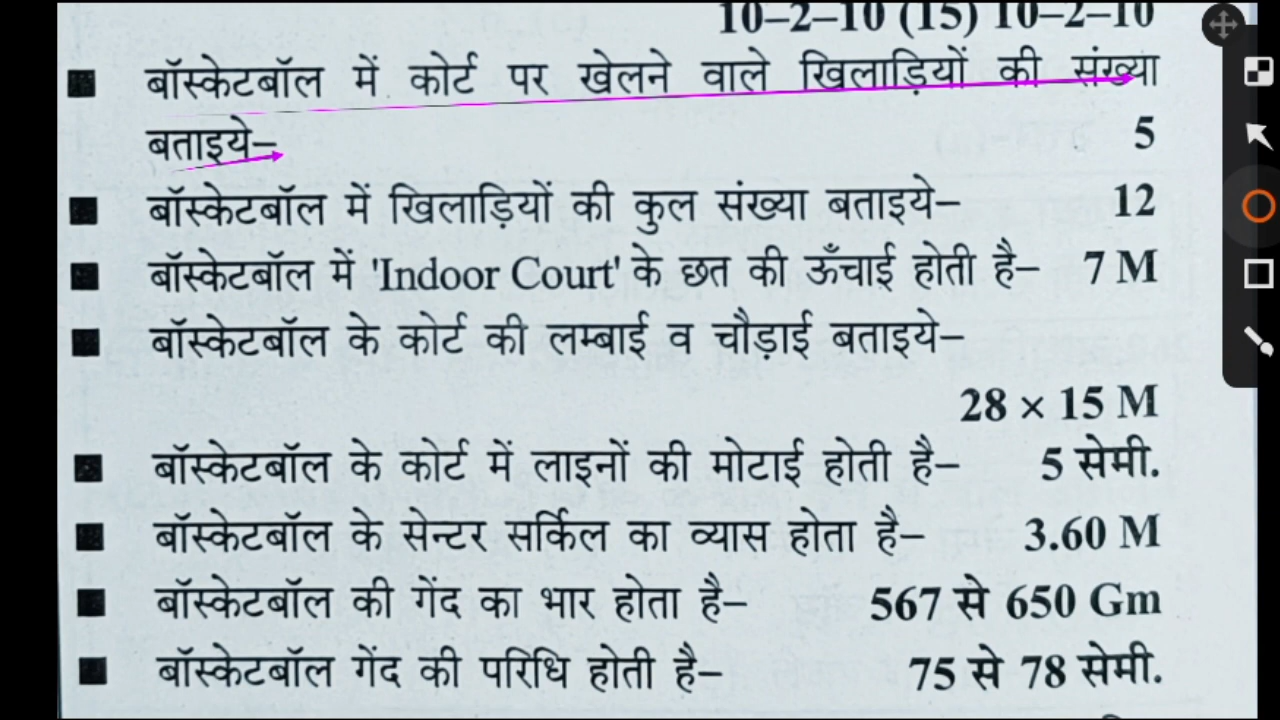 10–2–10 (15) 10–2–10
■ बॉस्केटबॉल में कोर्ट पर खेलने वाले खिलाड़ियों की संख्या
बताइये– 5
■ बॉस्केटबॉल में खिलाड़ियों की कुल संख्या बताइये– 12
■ बॉस्केटबॉल में 'Indoor Court' के छत की ऊँचाई होती है– 7 M
■ बॉस्केटबॉल के कोर्ट की लम्बाई व चौड़ाई बताइये–
28 × 15 M
■ बॉस्केटबॉल के कोर्ट में लाइनों की मोटाई होती है– 5 सेमी.
■ बॉस्केटबॉल के सेन्टर सर्किल का व्यास होता है– 3.60 M
■ बॉस्केटबॉल की गेंद का भार होता है– 567 से 650 Gm
■ बॉस्केटबॉल गेंद की परिधि होती है– 75 से 78 सेमी.